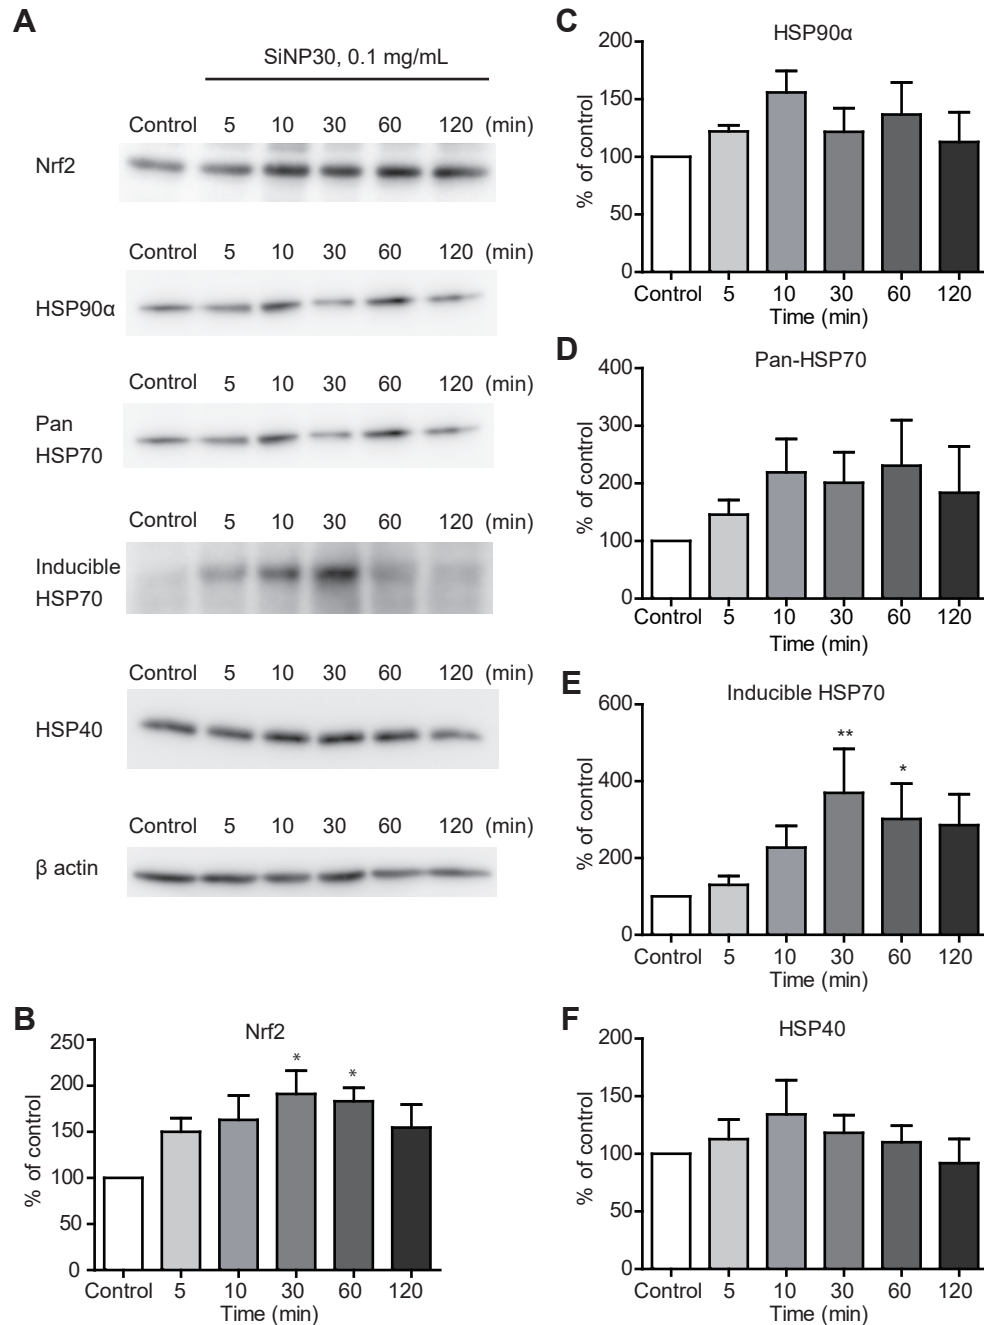 A
SiNP30, 0.1 mg/mL
Control 5 10 30 60 120 (min)
Nrf2
Control 5 10 30 60 120 (min)
HSP90α
Control 5 10 30 60 120 (min)
Pan
HSP70
Control 5 10 30 60 120 (min)
Inducible
HSP70
Control 5 10 30 60 120 (min)
HSP40
Control 5 10 30 60 120 (min)
β actin
B
Nrf2
% of control
250
200
150
100
50
0
* *
Control 5 10 30 60 120
Time (min)
C
HSP90α
% of control
200
150
100
50
0
Control 5 10 30 60 120
Time (min)
D
Pan-HSP70
% of control
400
300
200
100
0
Control 5 10 30 60 120
Time (min)
E
Inducible HSP70
% of control
600
400
200
0
** *
Control 5 10 30 60 120
Time (min)
F
HSP40
% of control
200
150
100
50
0
Control 5 10 30 60 120
Time (min)